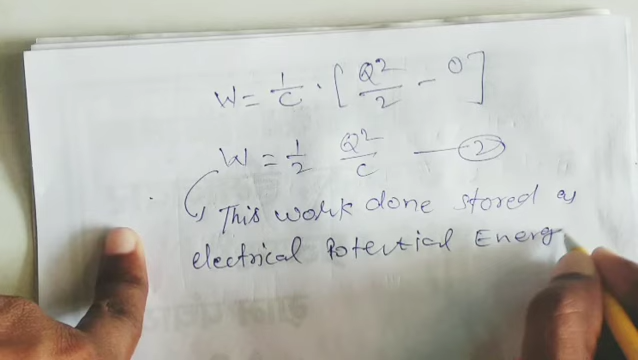 W = 1/C · [Q²/2 - 0]
W = 1/2 Q²/C — 2
This work done stored as
electrical Potential Energ